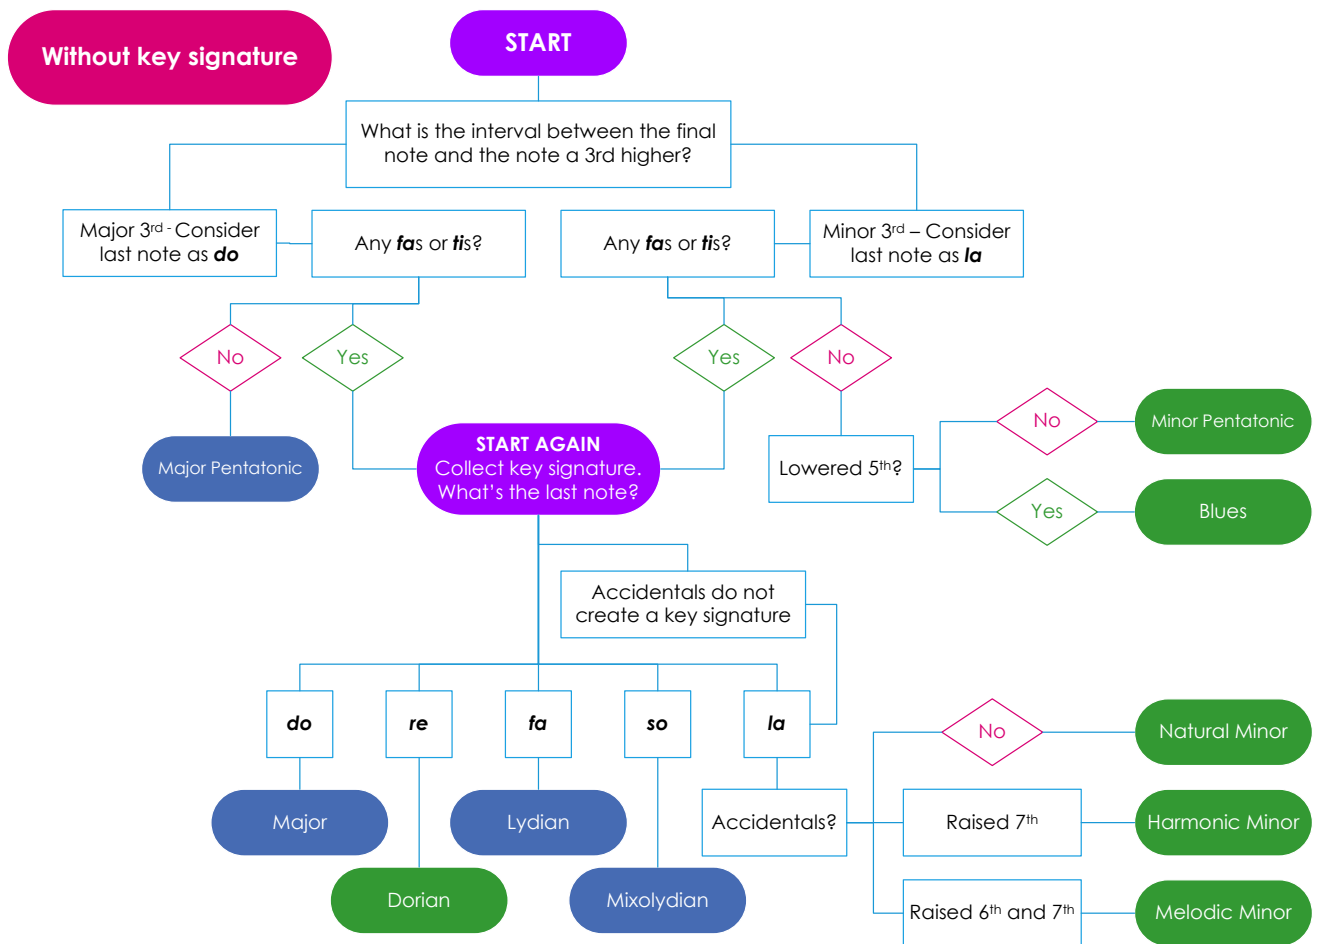 Without key signature
START
What is the interval between the final
note and the note a 3rd higher?
Major 3rd - Consider
last note as do
Any fas or tis?
Any fas or tis?
Minor 3rd – Consider
last note as la
No
Yes
Yes
No
Major Pentatonic
START AGAIN
Collect key signature.
What's the last note?
Lowered 5th?
No
Minor Pentatonic
Yes
Blues
Accidentals do not
create a key signature
do
re
fa
so
la
No
Natural Minor
Major
Lydian
Accidentals?
Raised 7th
Harmonic Minor
Dorian
Mixolydian
Raised 6th and 7th
Melodic Minor